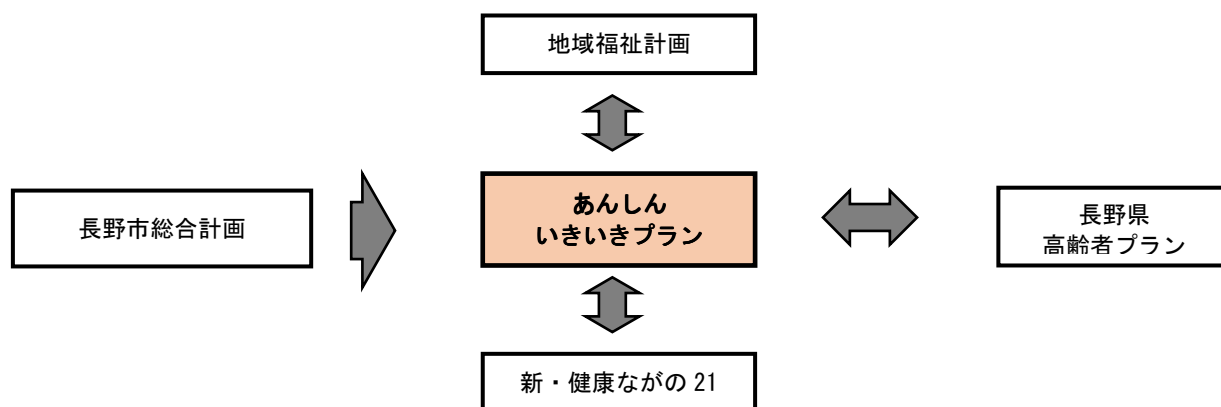 地域福祉計画
長野市総合計画
あんしん
いきいきプラン
長野県
高齢者プラン
新・健康ながの 21